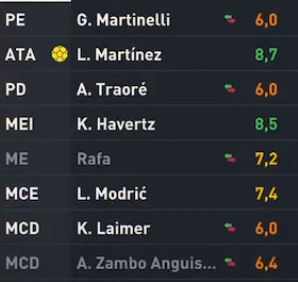 PE G. Martinelli 6,0
ATA L. Martínez 8,7
PD A. Traoré 6,0
MEI K. Havertz 8,5
ME Rafa 7,2
MCE L. Modrić 7,4
MCD K. Laimer 6,0
MCD A. Zambo Anguis... 6,4